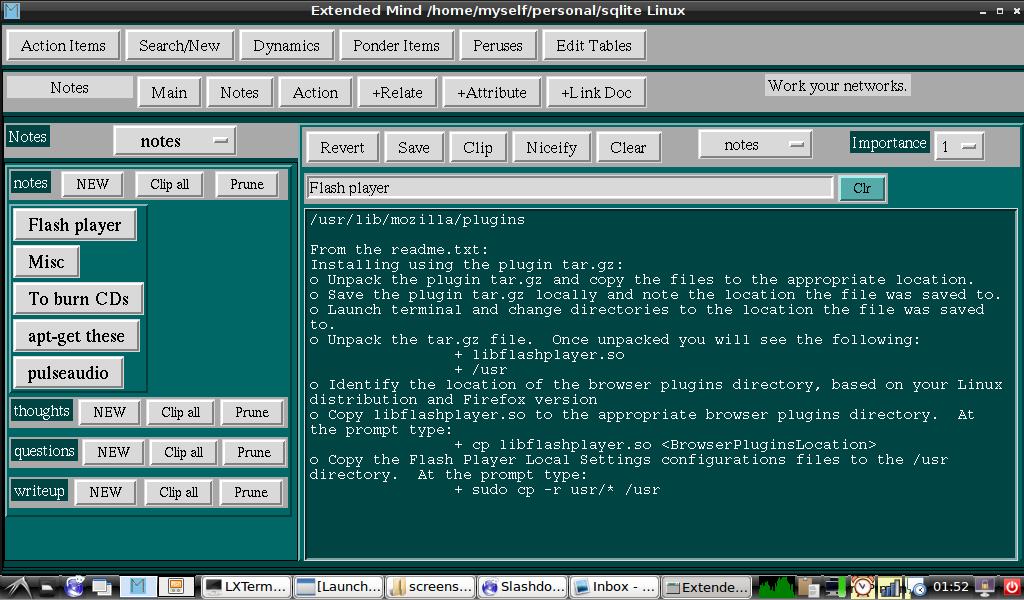 Extended Mind /home/myself/personal/sqlite Linux
Action Items Search/New Dynamics Ponder Items Peruses Edit Tables
Notes Main Notes Action +Relate +Attribute +Link Doc Work your networks.
Notes notes Revert Save Clip Niceify Clear notes Importance 1
notes NEW Clip all Prune
Flash player Clr
Flash player
Misc
To burn CDs
apt-get these
pulseaudio
thoughts NEW Clip all Prune
questions NEW Clip all Prune
writeup NEW Clip all Prune
/usr/lib/mozilla/plugins
From the readme.txt:
Installing using the plugin tar.gz:
o Unpack the plugin tar.gz and copy the files to the appropriate location.
o Save the plugin tar.gz locally and note the location the file was saved to.
o Launch terminal and change directories to the location the file was saved
to.
o Unpack the tar.gz file.  Once unpacked you will see the following:
+ libflashplayer.so
+ /usr
o Identify the location of the browser plugins directory, based on your Linux
distribution and Firefox version
o Copy libflashplayer.so to the appropriate browser plugins directory.  At
the prompt type:
+ cp libflashplayer.so <BrowserPluginsLocation>
o Copy the Flash Player Local Settings configurations files to the /usr
directory.  At the prompt type:
+ sudo cp -r usr/* /usr
LXTerm... [Launch... screens... Slashdo... Inbox - ... Extende... 01:52